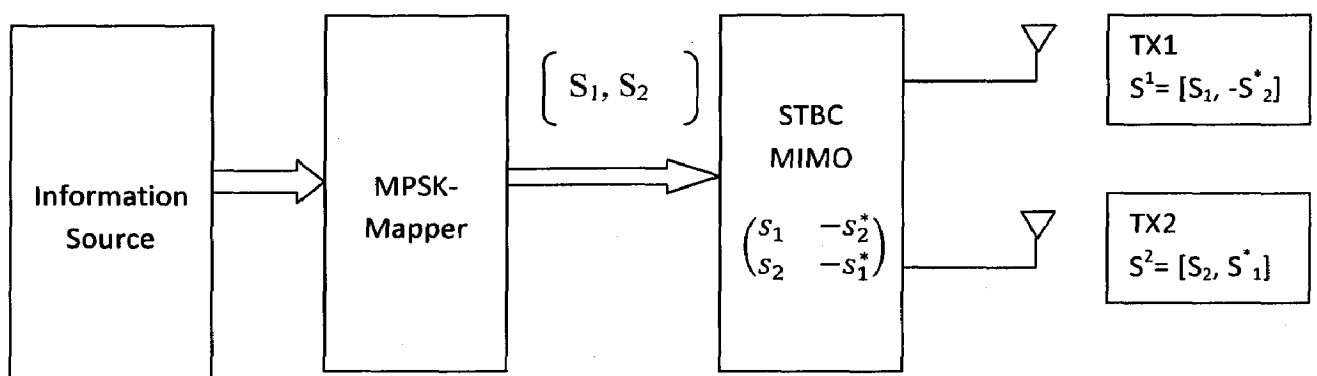 Information
Source
MPSK-
Mapper
[S₁, S₂]
STBC
MIMO
(s₁ −s₂*
s₂ −s₁*)
TX1
S¹= [S₁, -S*₂]
TX2
S²= [S₂, S*₁]